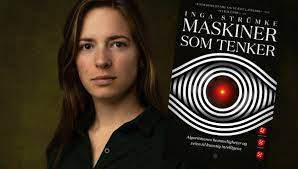 INGA STRÜMKE
MASKINER
SOM TENKER
Algoritmenes hemmeligheter og
veien til kunstig intelligens